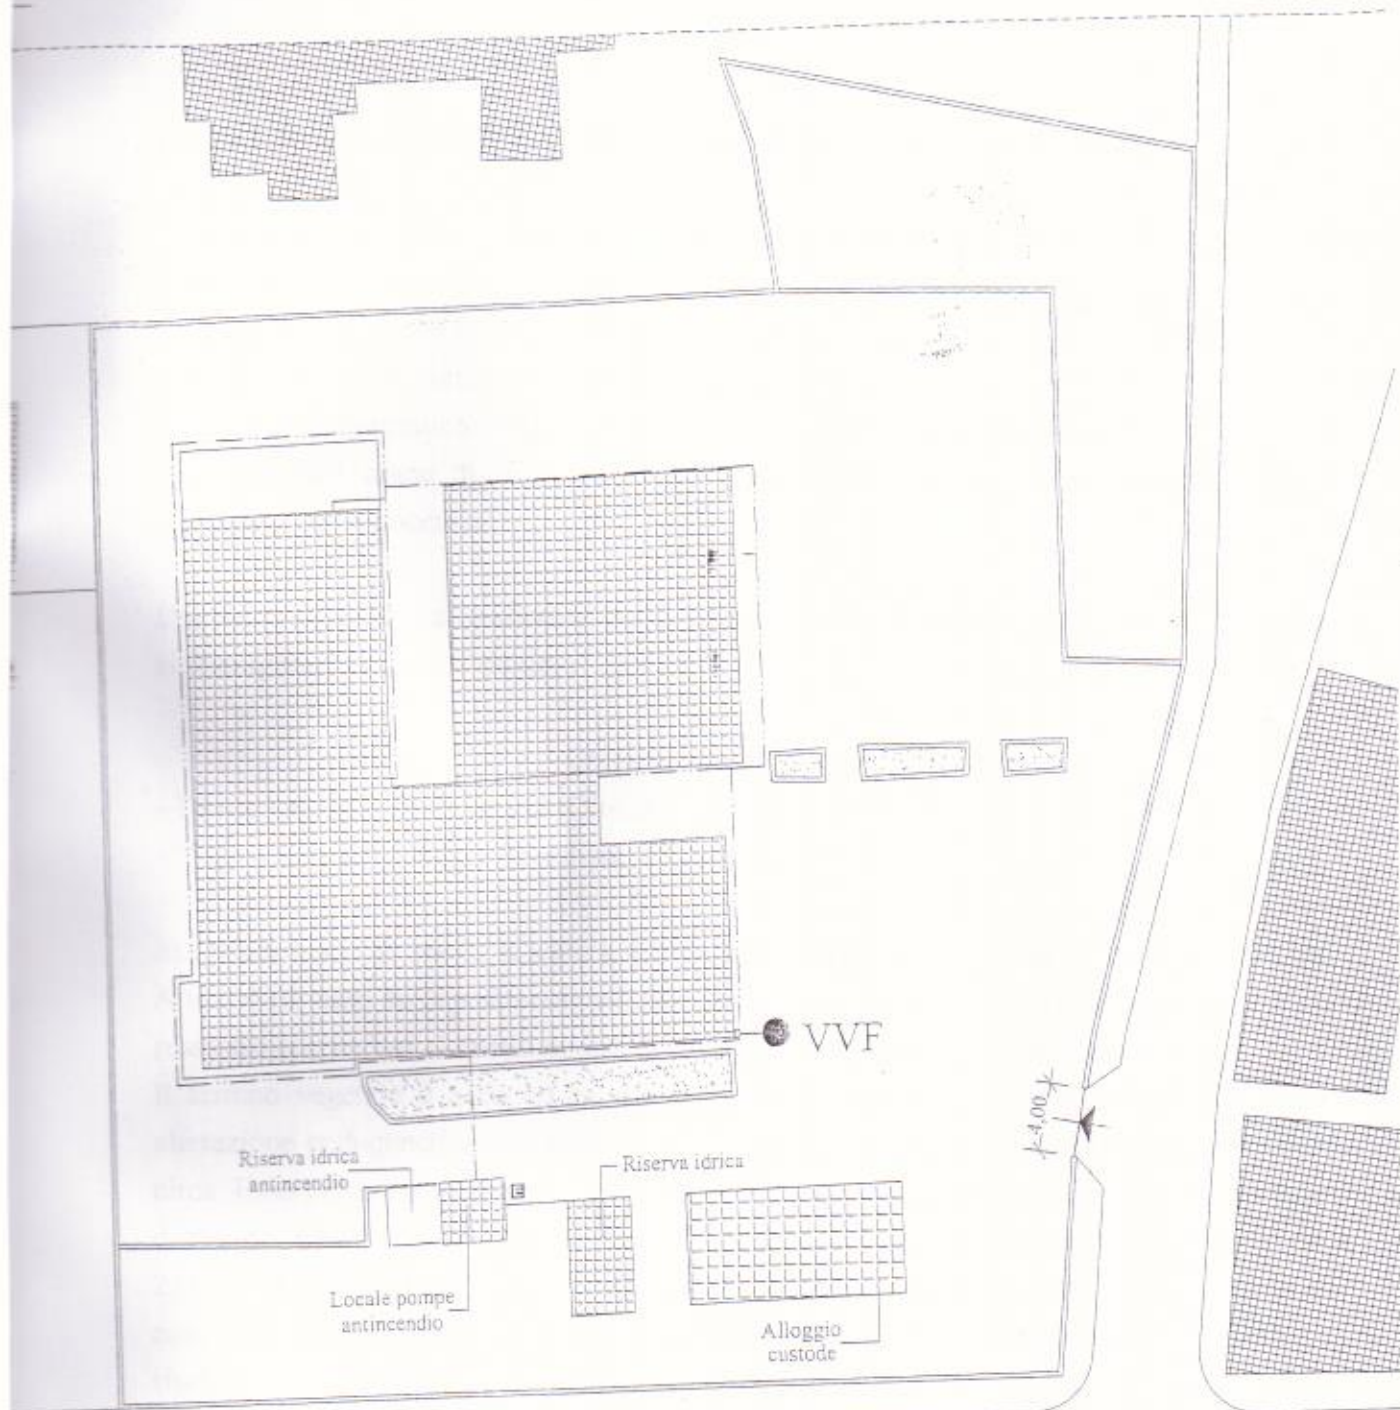 VVF
4,00
Riserva idrica
antincendio
Riserva idrica
E
Locale pompe
antincendio
Alloggio
custode